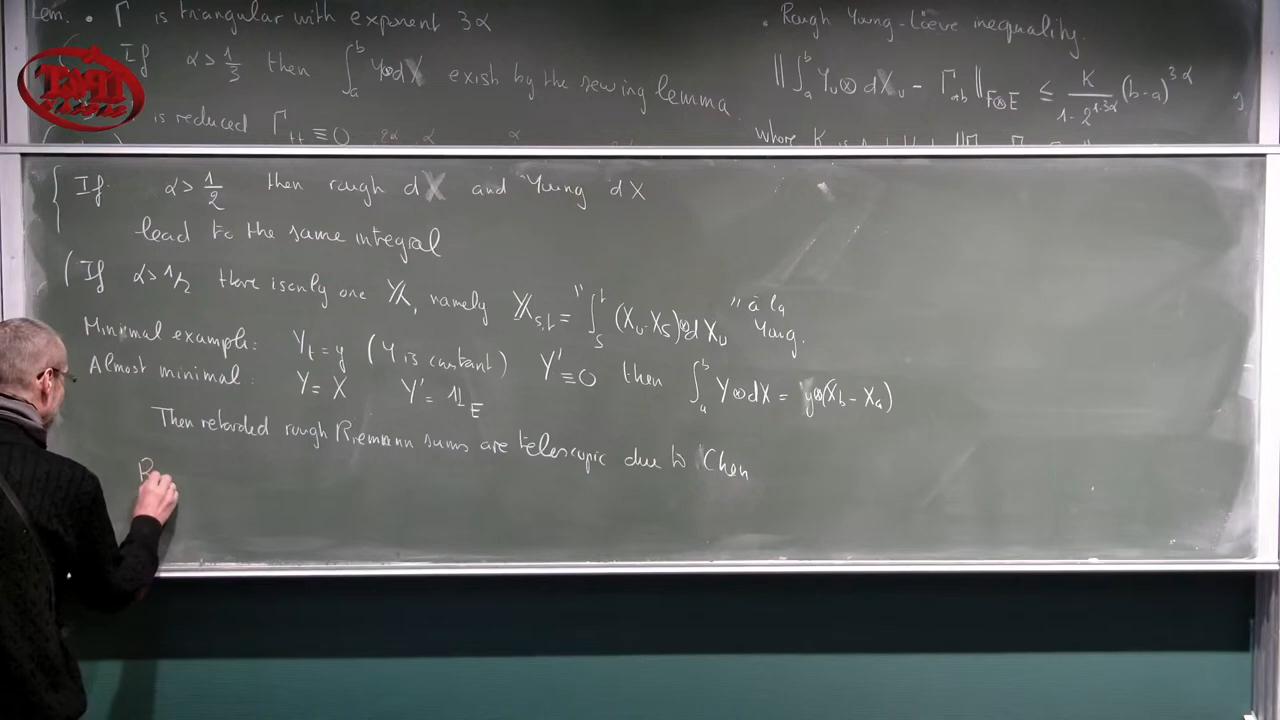 Lem. • Γ is triangular with exponent 3α
If α > 1/3 then ∫_a^b Y⊗d𝕏 exist by the sewing lemma
is reduced Γ_tt ≡ 0
• Rough Young-Loeve inequality.
‖∫_a^b Y_u ⊗ d𝕏_u − Γ_ab‖_{F⊗E} ≤ K/(1-2^{1-3α}) (b-a)^{3α}
where K is
If α > 1/2 then rough d𝕏 and Young dX
lead to the same integral
(If α > 1/2 there is only one 𝕏, namely 𝕏_{s,t} = "∫_s^t (X_u - X_s)⊗dX_u" à la Young.
Minimal example: Y_t = y (Y is constant) Y' ≡ 0 then ∫_a^b Y⊗dX = y⊗(X_b - X_a)
Almost minimal: Y = X Y' = 𝟙_E
Then retarded rough Riemann sums are telescopic due to Chen
R